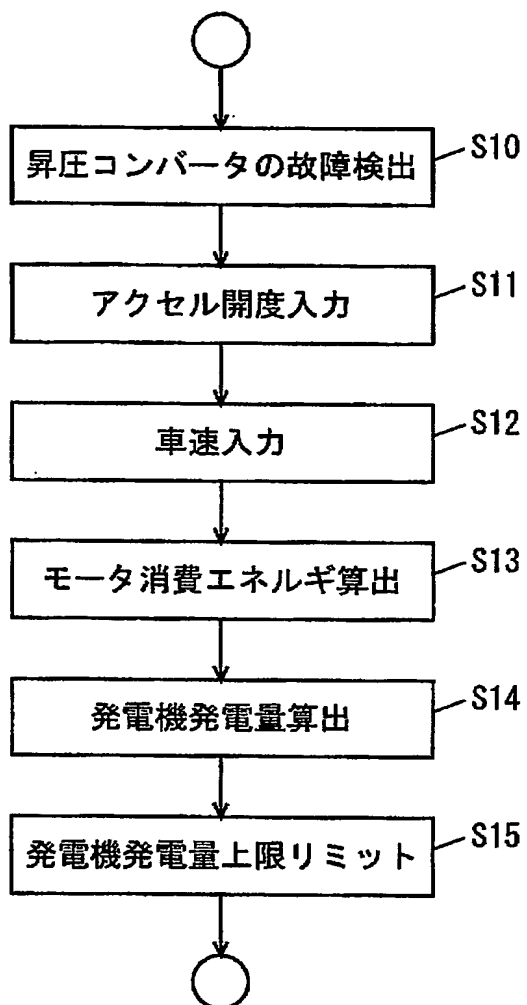 昇圧コンバータの故障検出
S10
アクセル開度入力
S11
車速入力
S12
モータ消費エネルギ算出
S13
発電機発電量算出
S14
発電機発電量上限リミット
S15